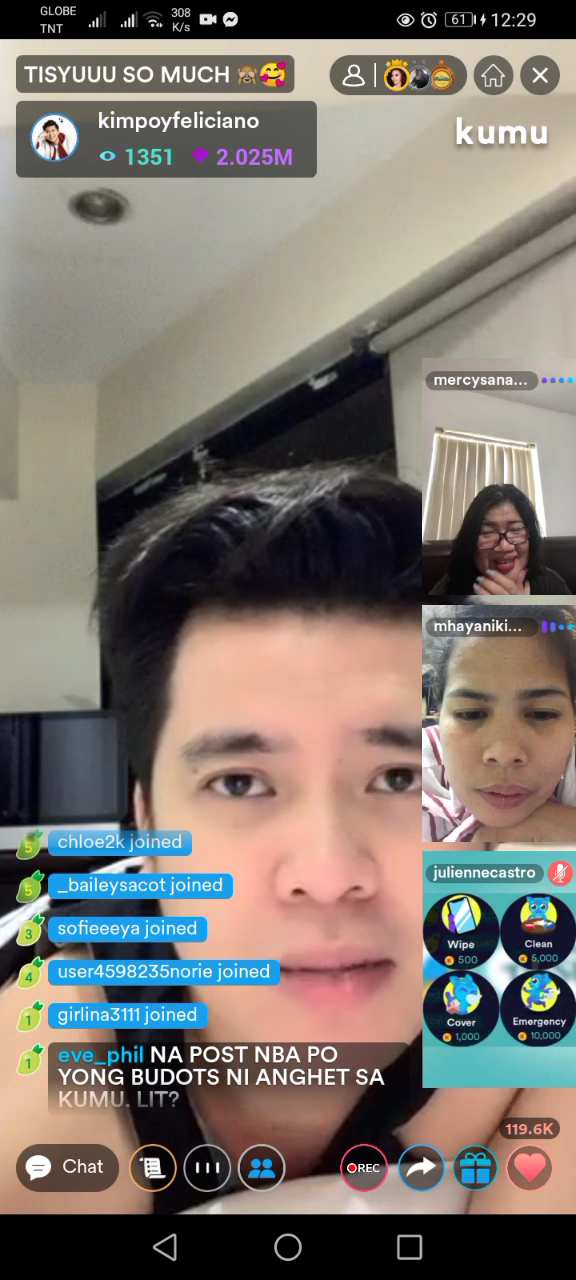 GLOBE
TNT
308
K/s
61
12:29
TISYUUU SO MUCH 🙈🥰
kimpoyfeliciano
1351 2.025M
kumu
mercysana...
mhayaniki...
5 chloe2k joined
5 _baileysacot joined
3 sofieeeya joined
4 user4598235norie joined
1 girlina3111 joined
1 eve_phil NA POST NBA PO
YONG BUDOTS NI ANGHET SA
KUMU. LIT?
juliennecastro
Wipe
500
Clean
5,000
Cover
1,000
Emergency
10,000
119.6K
Chat
REC